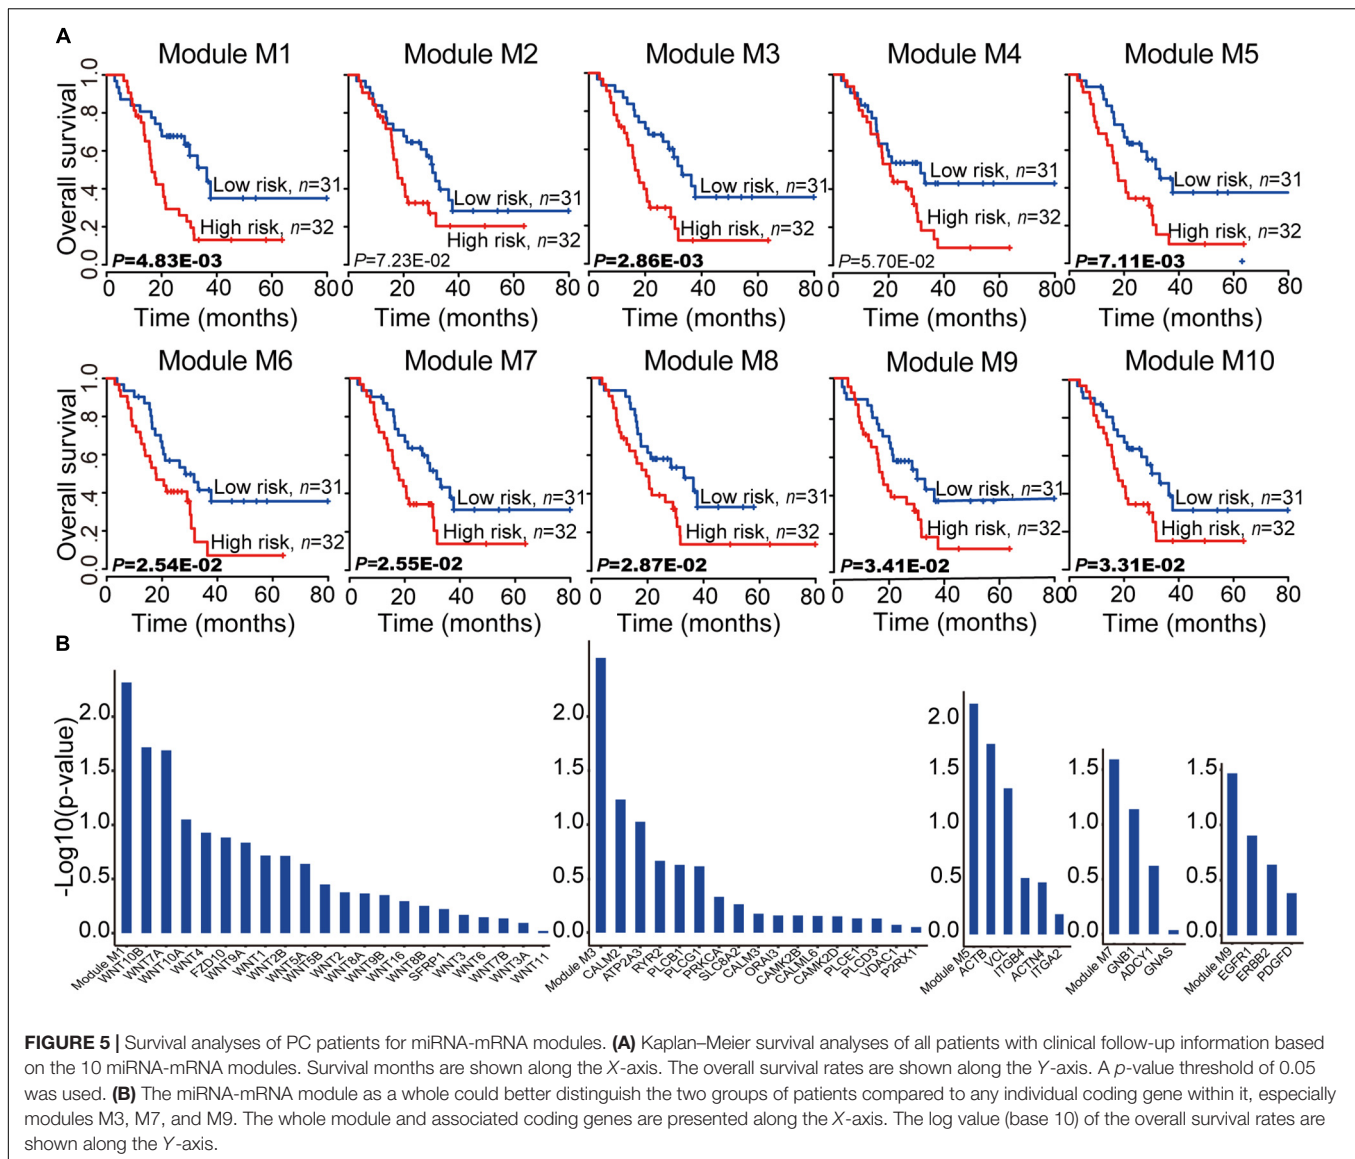 A
Module M1
Module M2
Module M3
Module M4
Module M5
Overall survival
0.0 .2 .4 .6 .8 1.0
Low risk, n=31
High risk, n=32
P=4.83E-03
Low risk, n=31
High risk, n=32
P=7.23E-02
Low risk, n=31
High risk, n=32
P=2.86E-03
Low risk, n=31
High risk, n=32
P=5.70E-02
Low risk, n=31
High risk, n=32
P=7.11E-03
0 20 40 60 80
0 20 40 60 80
0 20 40 60 80
0 20 40 60 80
0 20 40 60 80
Time (months)
Time (months)
Time (months)
Time (months)
Time (months)
Module M6
Module M7
Module M8
Module M9
Module M10
Overall survival
0.0 .2 .4 .6 .8 1.0
Low risk, n=31
High risk, n=32
P=2.54E-02
Low risk, n=31
High risk, n=32
P=2.55E-02
Low risk, n=31
High risk, n=32
P=2.87E-02
Low risk, n=31
High risk, n=32
P=3.41E-02
Low risk, n=31
High risk, n=32
P=3.31E-02
0 20 40 60 80
0 20 40 60 80
0 20 40 60 80
0 20 40 60 80
0 20 40 60 80
Time (months)
Time (months)
Time (months)
Time (months)
Time (months)
B
-Log10(p-value)
2.0
1.5
1.0
0.5
0.0
Module M1
WNT10B
WNT7A
WNT10A
WNT4
FZD10
WNT9A
WNT1
WNT2B
WNT5A
WNT5B
WNT2
WNT8A
WNT9B
WNT16
WNT8B
SFRP1
WNT3
WNT6
WNT7B
WNT3A
WNT11
2.0
1.5
1.0
0.5
0.0
Module M3
CALM2
ATP2A3
RYR2
PLCB1
PLCG1
PRKCA
SLC8A2
CALM3
ORAI3
CAMK2B
CALML6
CAMK2D
PLCE1
PLCD3
VDAC1
P2RX1
2.0
1.5
1.0
0.5
0.0
Module M5
ACTB
VCL
ITGB4
ACTN4
ITGA2
1.5
1.0
0.5
0.0
Module M7
GNB1
ADCY1
GNAS
1.5
1.0
0.5
0.0
Module M9
EGFR1
ERBB2
PDGFD
FIGURE 5 | Survival analyses of PC patients for miRNA-mRNA modules. (A) Kaplan–Meier survival analyses of all patients with clinical follow-up information based
on the 10 miRNA-mRNA modules. Survival months are shown along the X-axis. The overall survival rates are shown along the Y-axis. A p-value threshold of 0.05
was used. (B) The miRNA-mRNA module as a whole could better distinguish the two groups of patients compared to any individual coding gene within it, especially
modules M3, M7, and M9. The whole module and associated coding genes are presented along the X-axis. The log value (base 10) of the overall survival rates are
shown along the Y-axis.